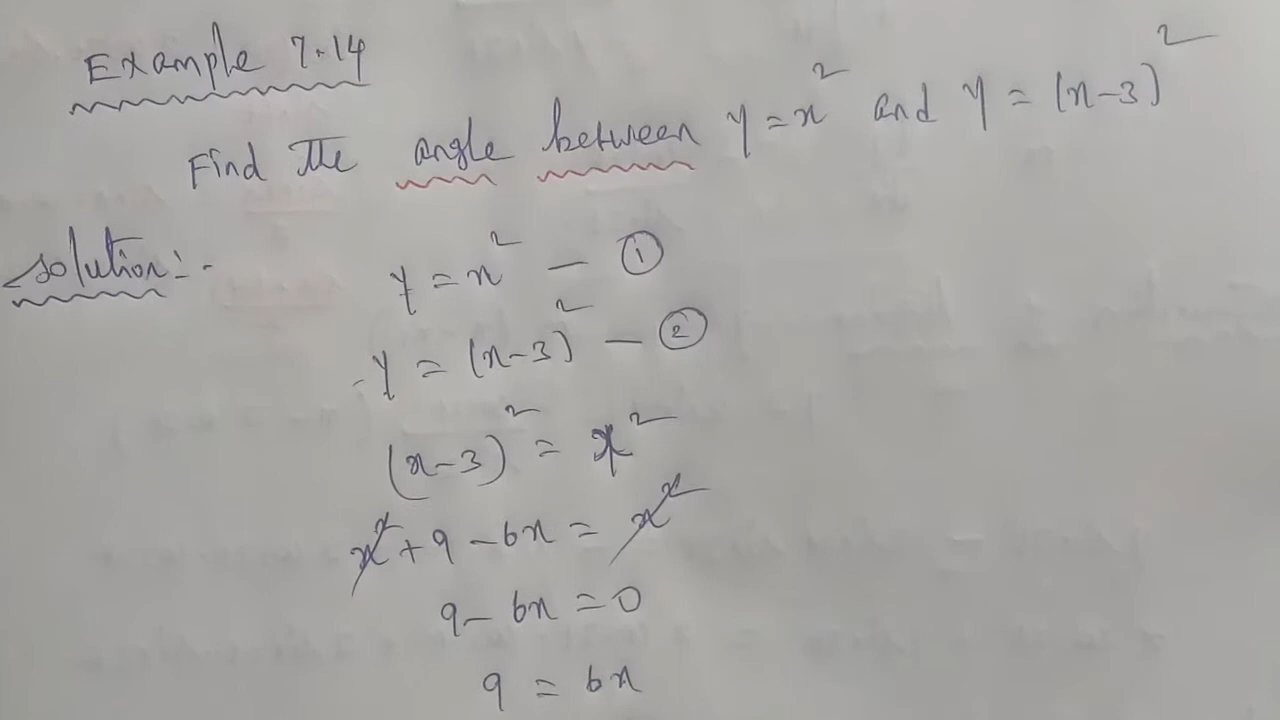 Example 7.14
Find the angle between y = x² and y = (x-3)²
Solution:-
y = x² — ①
y = (x-3)² — ②
(x-3)² = x²
x² + 9 - 6x = x²
9 - 6x = 0
9 = 6x